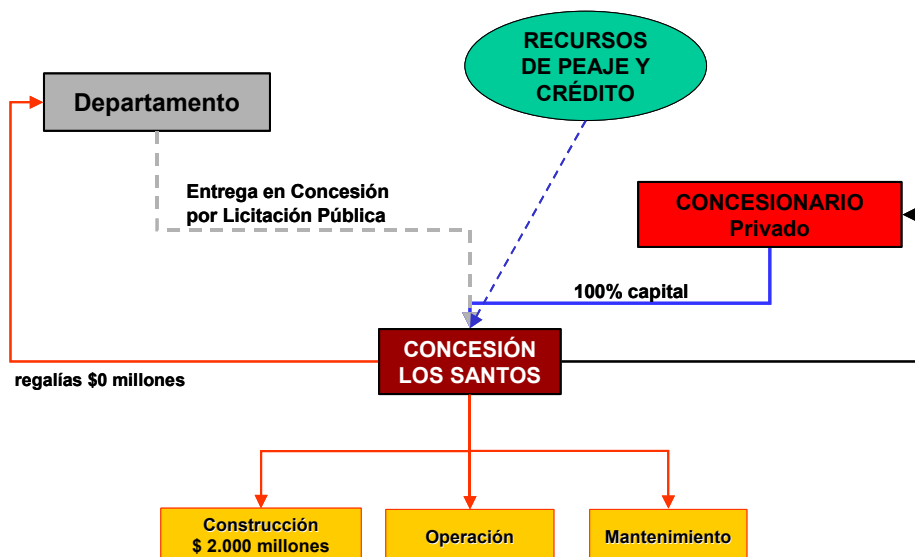 RECURSOS
DE PEAJE Y
CRÉDITO
Departamento
Entrega en Concesión
por Licitación Pública
CONCESIONARIO
Privado
100% capital
CONCESIÓN
LOS SANTOS
regalías $0 millones
Construcción
$ 2.000 millones
Operación
Mantenimiento